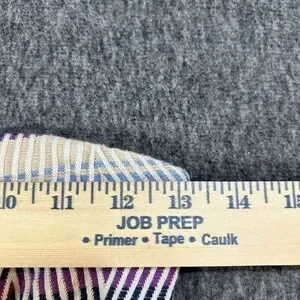 10 11 12 13 14 15
JOB PREP
• Primer • Tape • Caulk